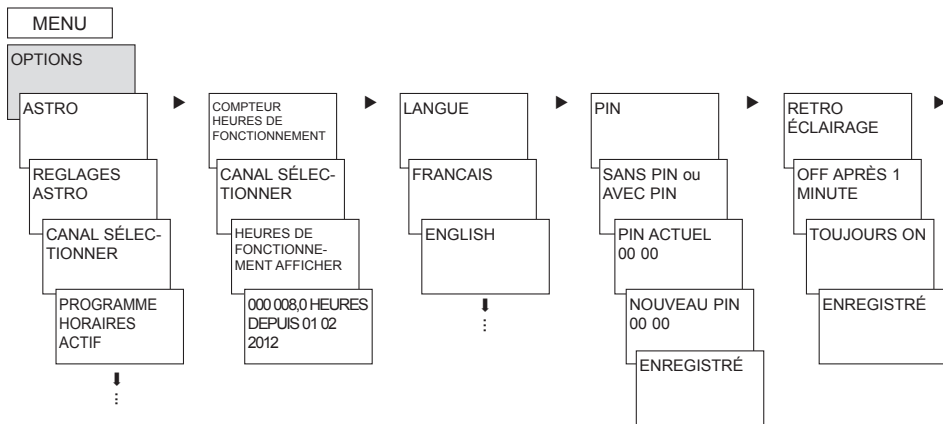 MENU
OPTIONS
ASTRO
REGLAGES
ASTRO
CANAL SÉLEC-
TIONNER
PROGRAMME
HORAIRES
ACTIF
COMPTEUR
HEURES DE
FONCTIONNEMENT
CANAL SÉLEC-
TIONNER
HEURES DE
FONCTIONNE-
MENT AFFICHER
000 008,0 HEURES
DEPUIS 01 02
2012
LANGUE
FRANCAIS
ENGLISH
PIN
SANS PIN ou
AVEC PIN
PIN ACTUEL
00 00
NOUVEAU PIN
00 00
ENREGISTRÉ
RETRO
ÉCLAIRAGE
OFF APRÈS 1
MINUTE
TOUJOURS ON
ENREGISTRÉ